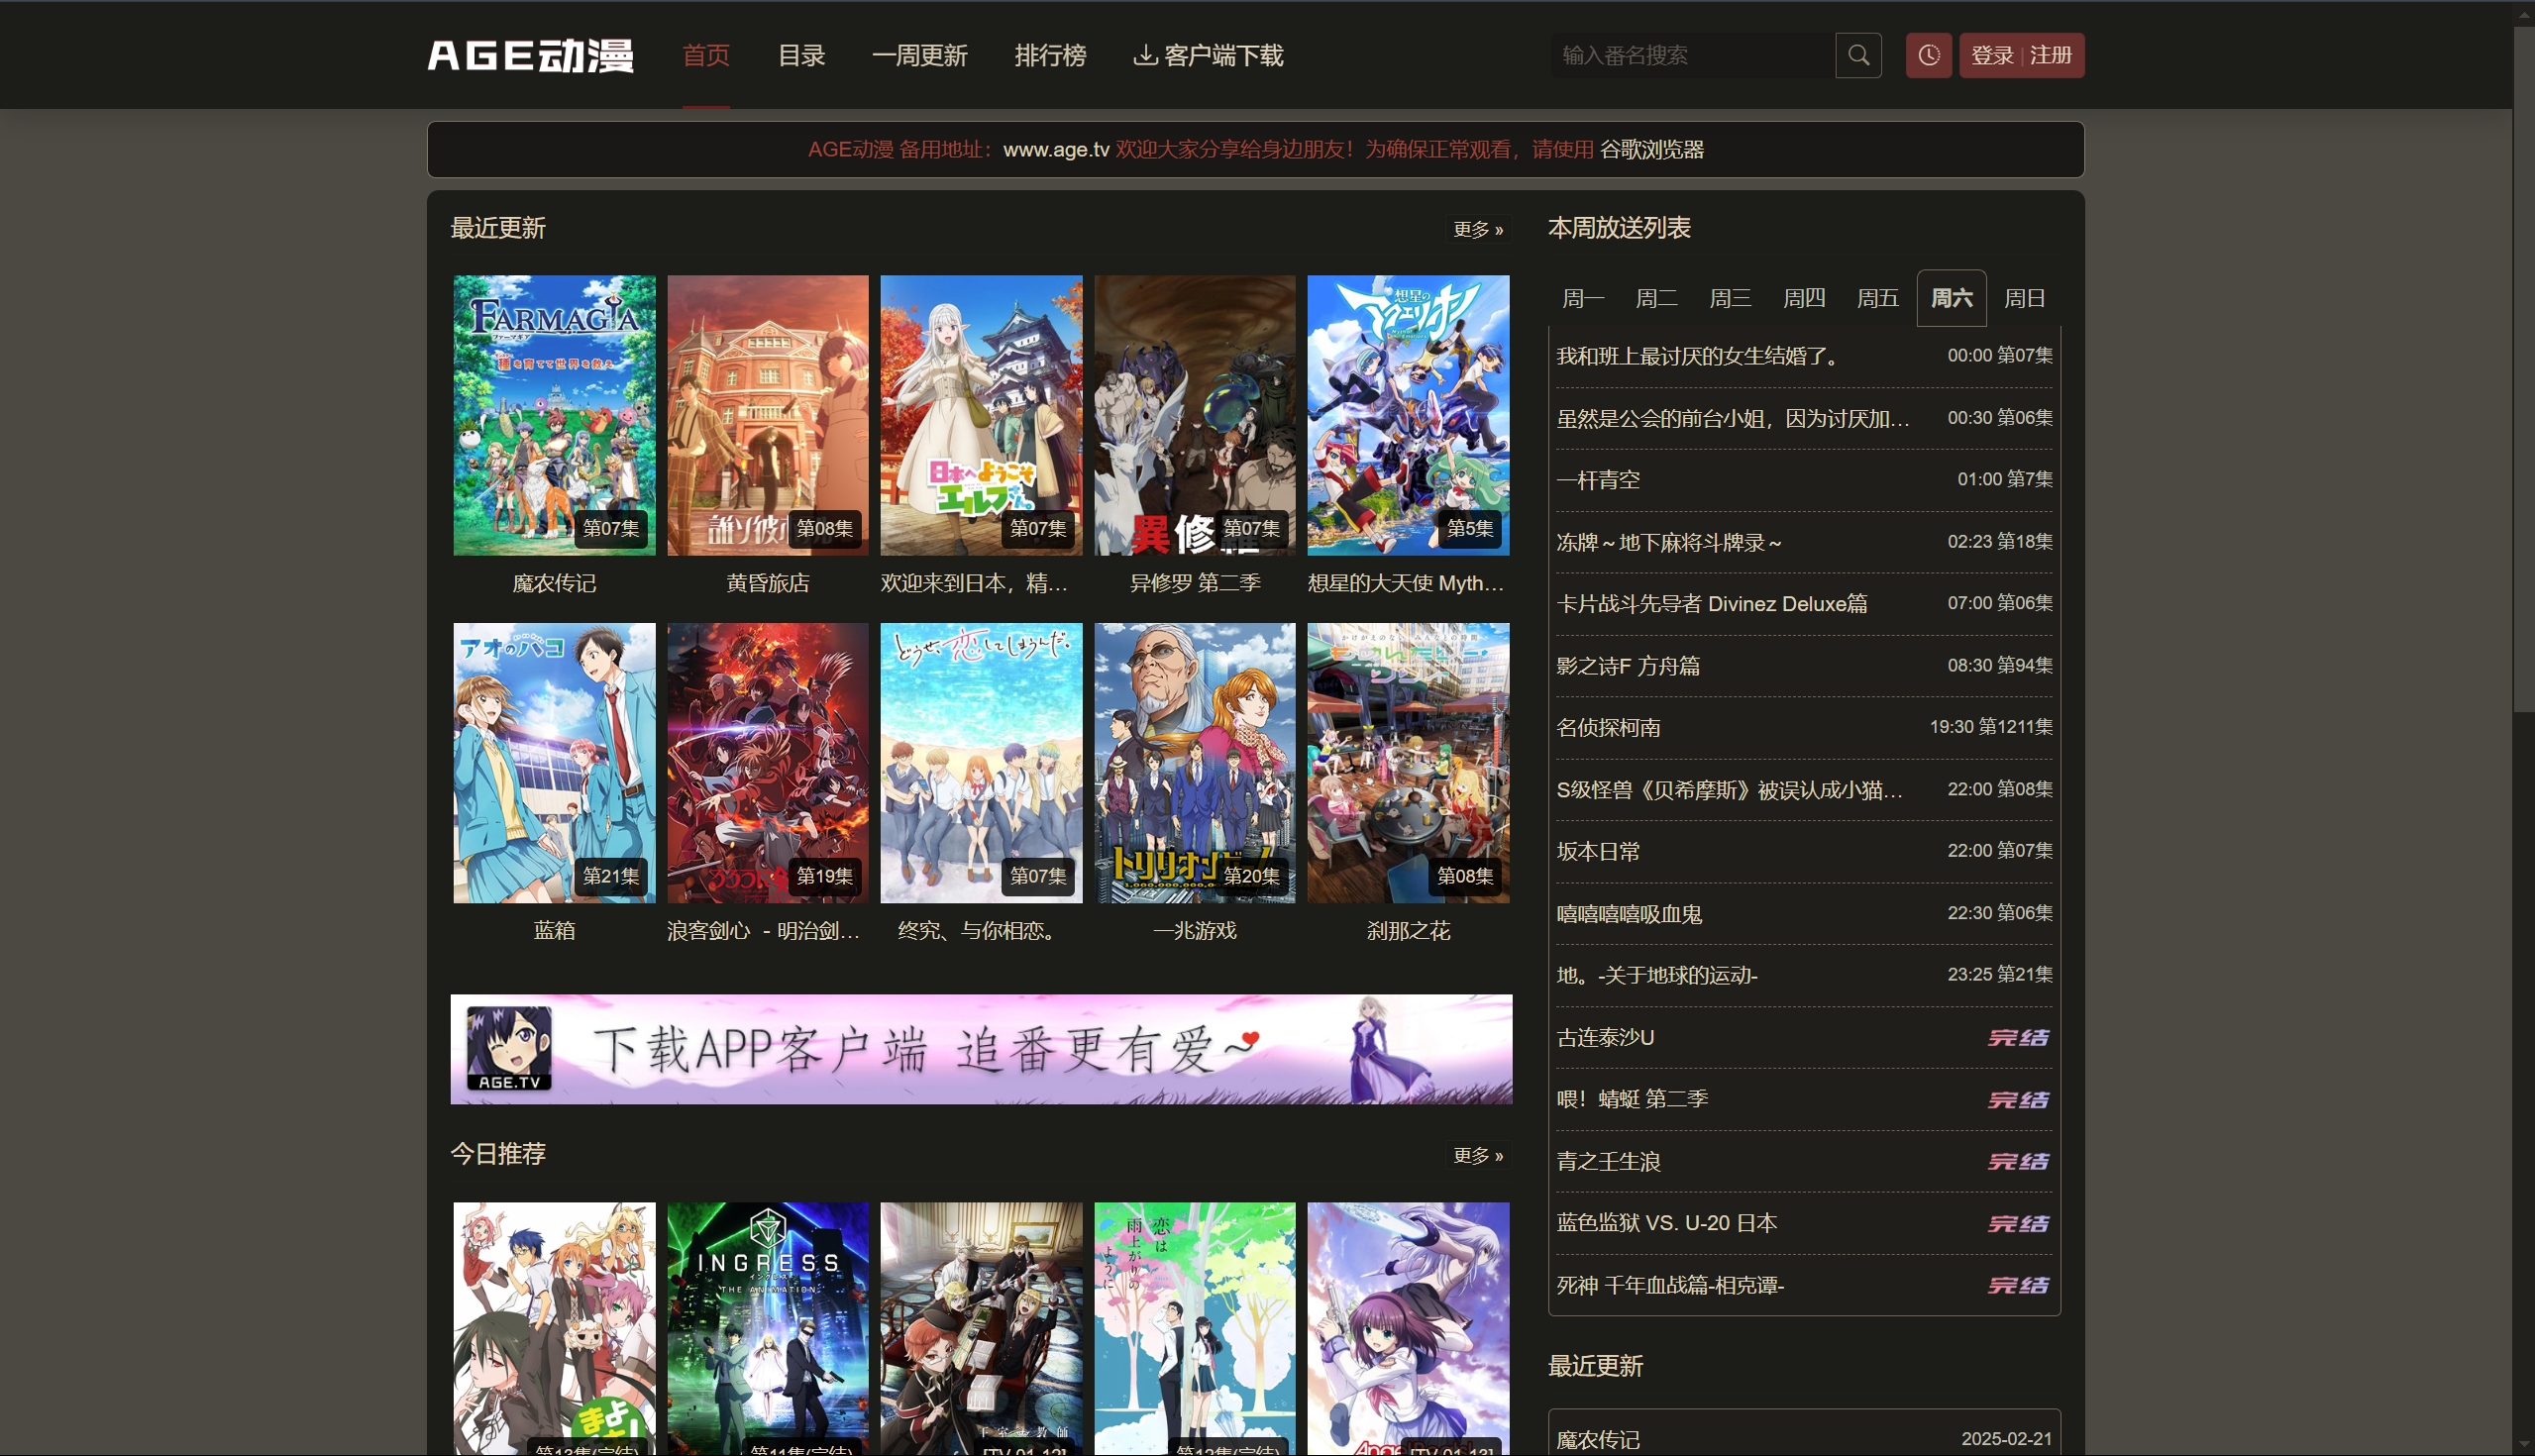 AGE动漫
首页
目录
一周更新
排行榜
客户端下载
输入番名搜索
登录 | 注册
AGE动漫 备用地址：www.age.tv 欢迎大家分享给身边朋友！为确保正常观看，请使用 谷歌浏览器
最近更新
更多 »
FARMAGIA
ファーマギア
想星の
アクエリオン
日本へようこそ
エルフさん。
異修
第07集
第08集
第07集
第07集
第5集
魔农传记
黄昏旅店
欢迎来到日本，精…
异修罗 第二季
想星的大天使 Myth…
アオのハコ
どうせ、恋してしまうんだ。
かけがえのない、みんなとの時間
トリリオンゲーム
第21集
第19集
第07集
第20集
第08集
蓝箱
浪客剑心 - 明治剑…
终究、与你相恋。
一兆游戏
刹那之花
AGE.TV
下载APP客户端 追番更有爱~
今日推荐
更多 »
INGRESS
THE ANIMATION
恋は
雨上がりの
ように
王室教師
第13集(完结)
第11集(完结)
[TV 01-12]
第12集(完结)
[TV 01-13]
本周放送列表
周一 周二 周三 周四 周五 周六 周日
我和班上最讨厌的女生结婚了。 00:00 第07集
虽然是公会的前台小姐，因为讨厌加… 00:30 第06集
一杆青空 01:00 第7集
冻牌～地下麻将斗牌录～ 02:23 第18集
卡片战斗先导者 Divinez Deluxe篇 07:00 第06集
影之诗F 方舟篇 08:30 第94集
名侦探柯南 19:30 第1211集
S级怪兽《贝希摩斯》被误认成小猫… 22:00 第08集
坂本日常 22:00 第07集
嘻嘻嘻嘻吸血鬼 22:30 第06集
地。-关于地球的运动- 23:25 第21集
古连泰沙U 完结
喂！蜻蜓 第二季 完结
青之壬生浪 完结
蓝色监狱 VS. U-20 日本 完结
死神 千年血战篇-相克谭- 完结
最近更新
魔农传记 2025-02-21